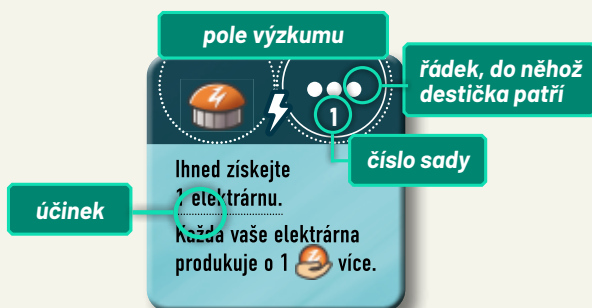 pole výzkumu
řádek, do něhož
destička patří
1
číslo sady
Ihned získejte
1 elektrárnu.
účinek
Každá vaše elektrárna
produkuje o 1 více.